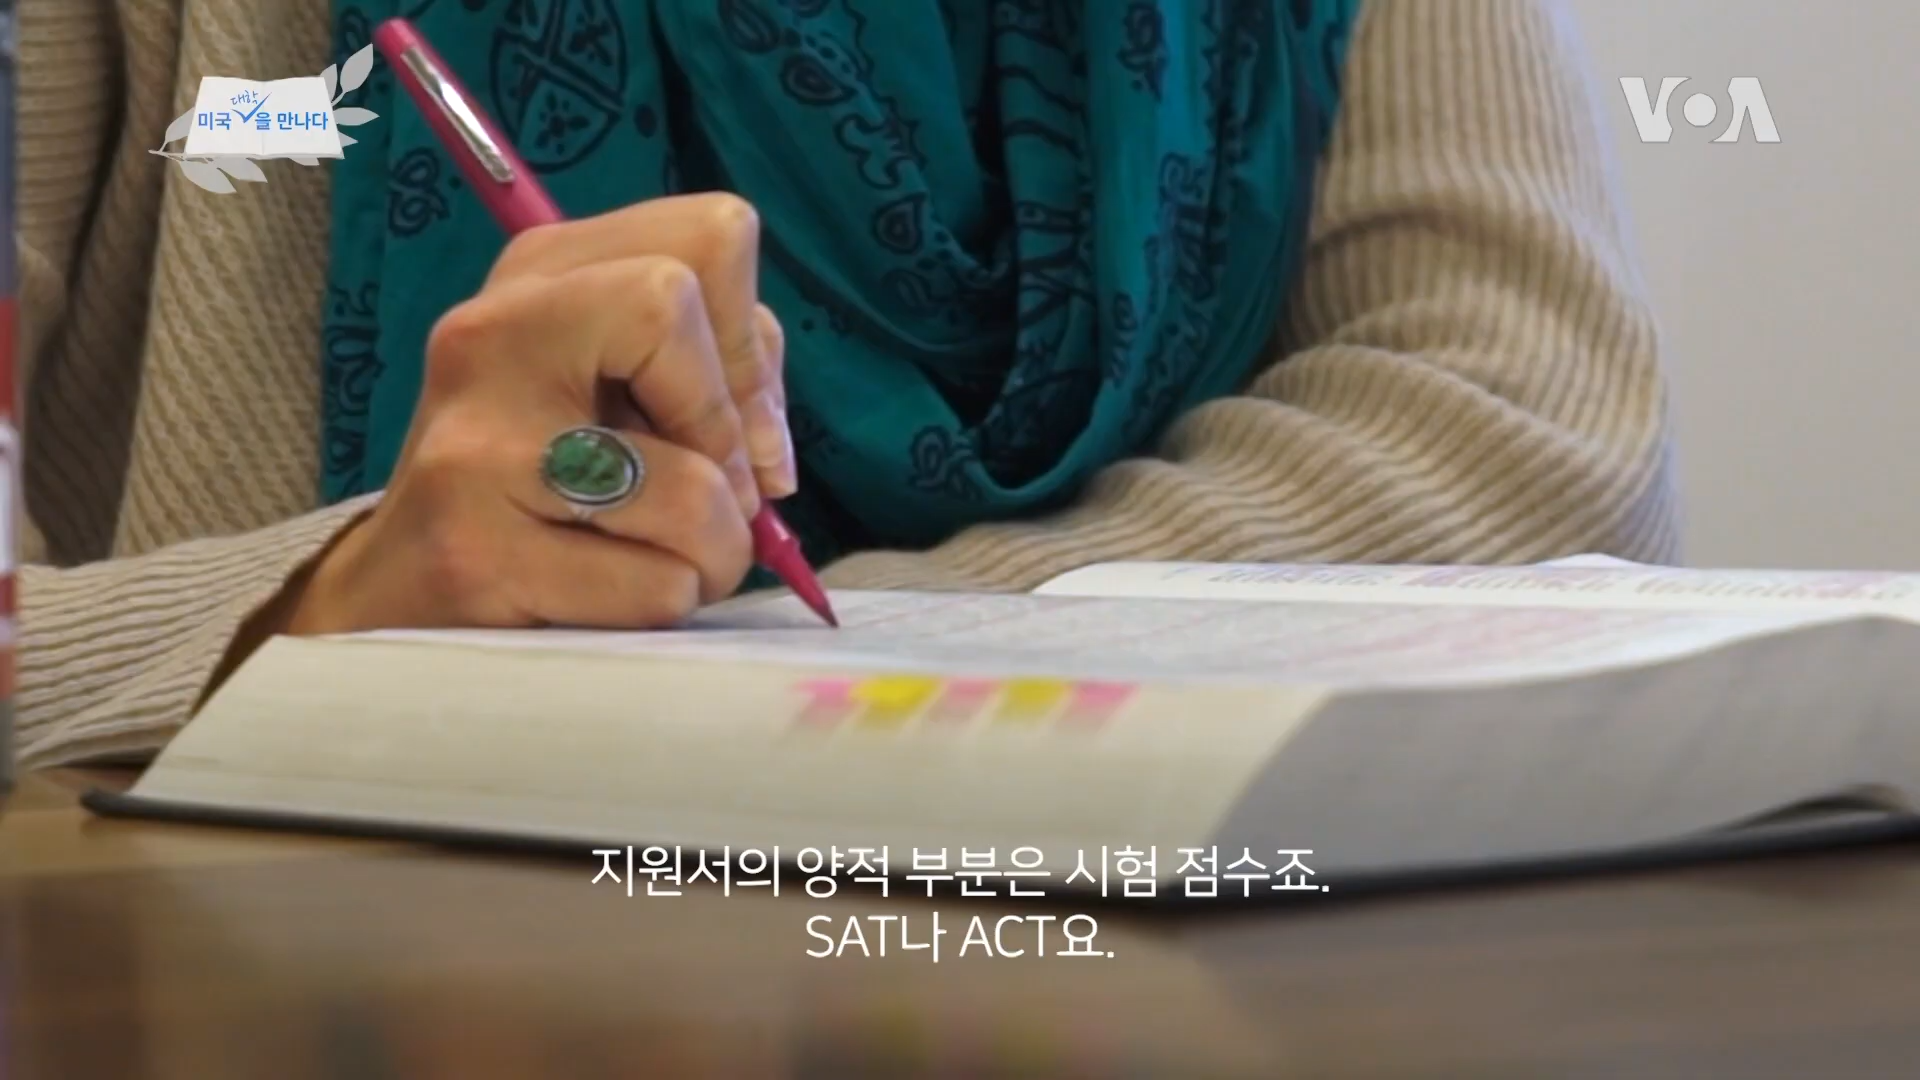 대학
미국 을 만나다
VOA
지원서의 양적 부분은 시험 점수죠.
SAT나 ACT요.